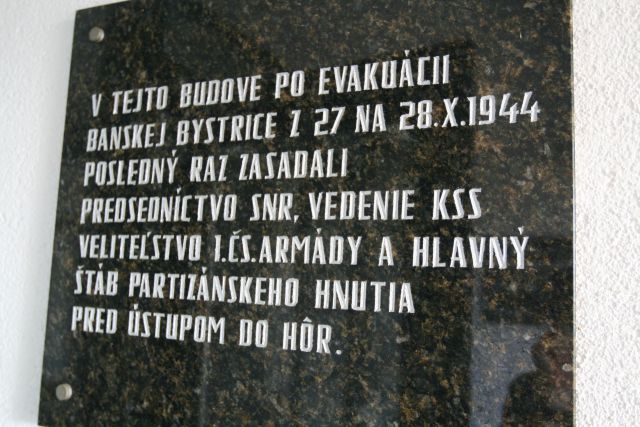 V TEJTO BUDOVE PO EVAKUÁCII
BANSKEJ BYSTRICE Z 27 NA 28.X.1944
POSLEDNÝ RAZ ZASADALI
PREDSEDNÍCTVO SNR, VEDENIE KSS
VELITEĽSTVO I.ČS.ARMÁDY A HLAVNÝ
ŠTÁB PARTIZÁNSKEHO HNUTIA
PRED ÚSTUPOM DO HÔR.